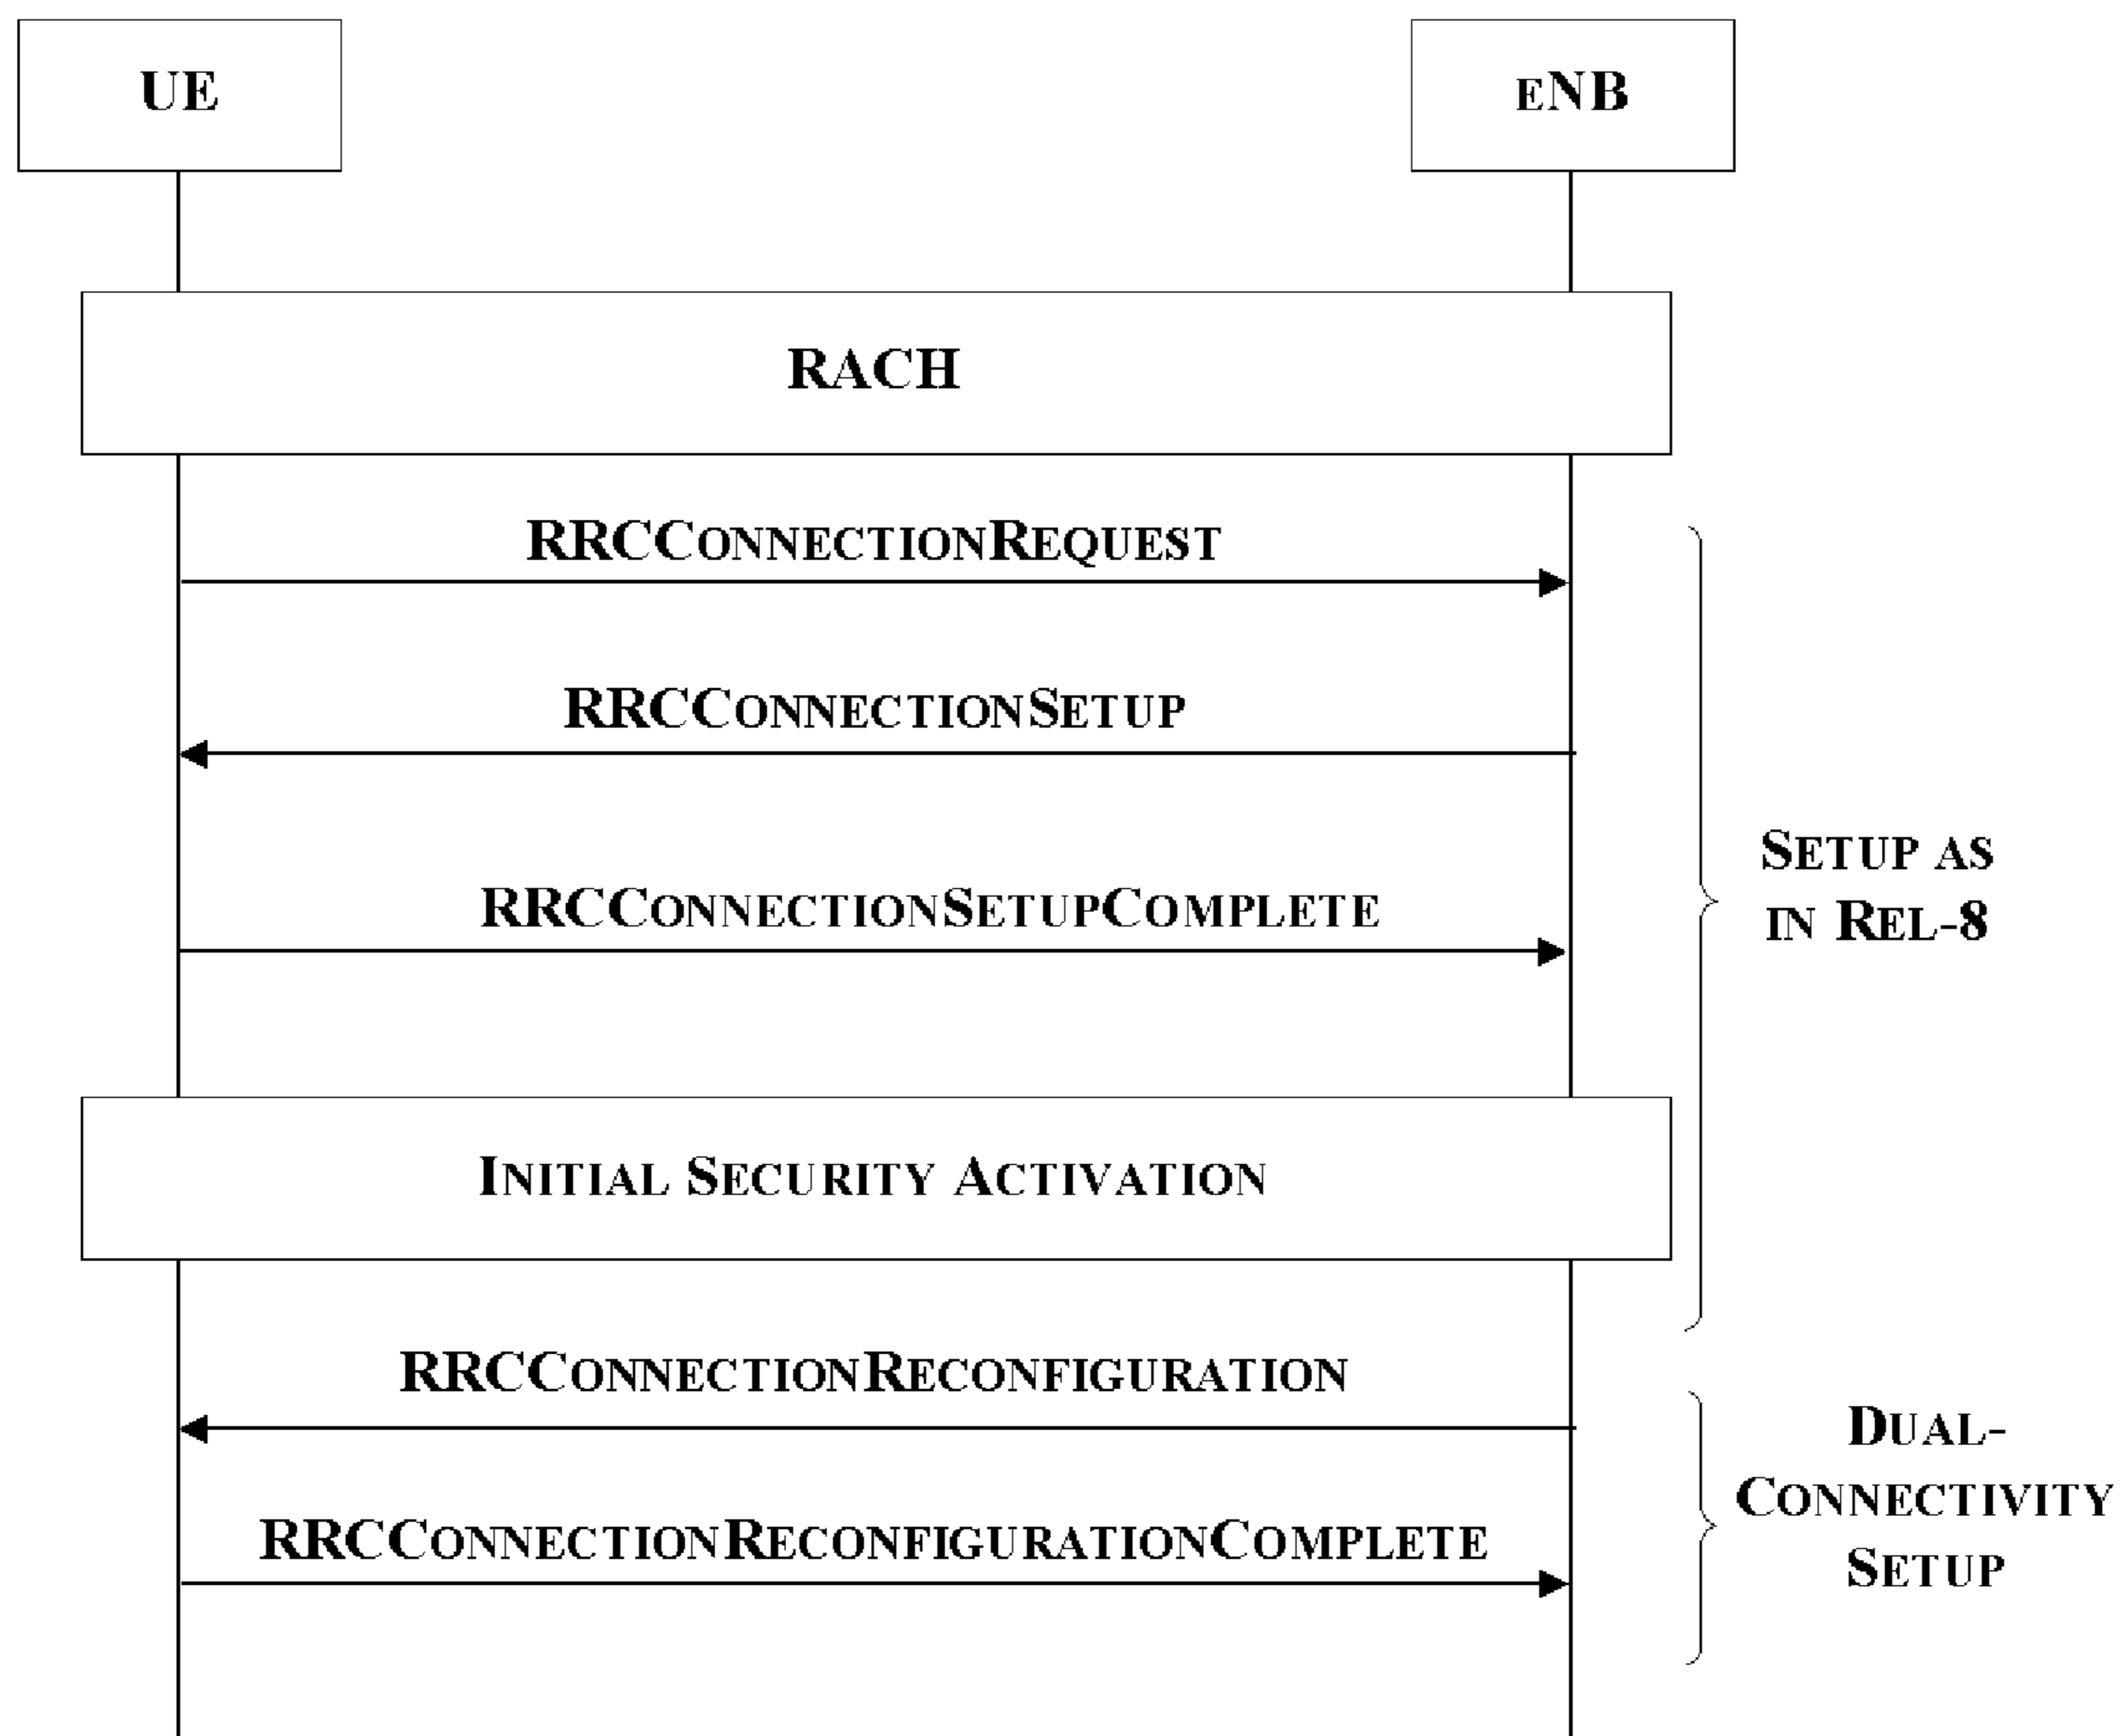 UE
eNB
RACH
RRCConnectionRequest
RRCConnectionSetup
Setup as
in Rel-8
RRCConnectionSetupComplete
Initial Security Activation
RRCConnectionReconfiguration
Dual-
Connectivity
Setup
RRCConnectionReconfigurationComplete